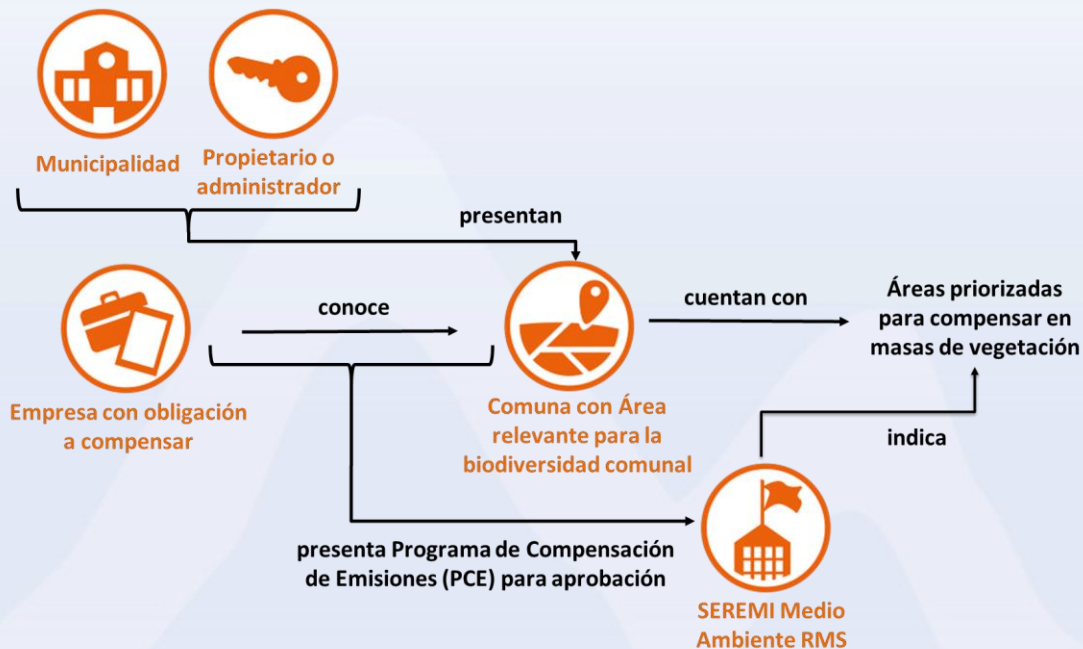 Municipalidad
Propietario o
administrador
presentan
conoce
cuentan con
Áreas priorizadas
para compensar en
masas de vegetación
Empresa con obligación
a compensar
Comuna con Área
relevante para la
biodiversidad comunal
indica
presenta Programa de Compensación
de Emisiones (PCE) para aprobación
SEREMI Medio
Ambiente RMS